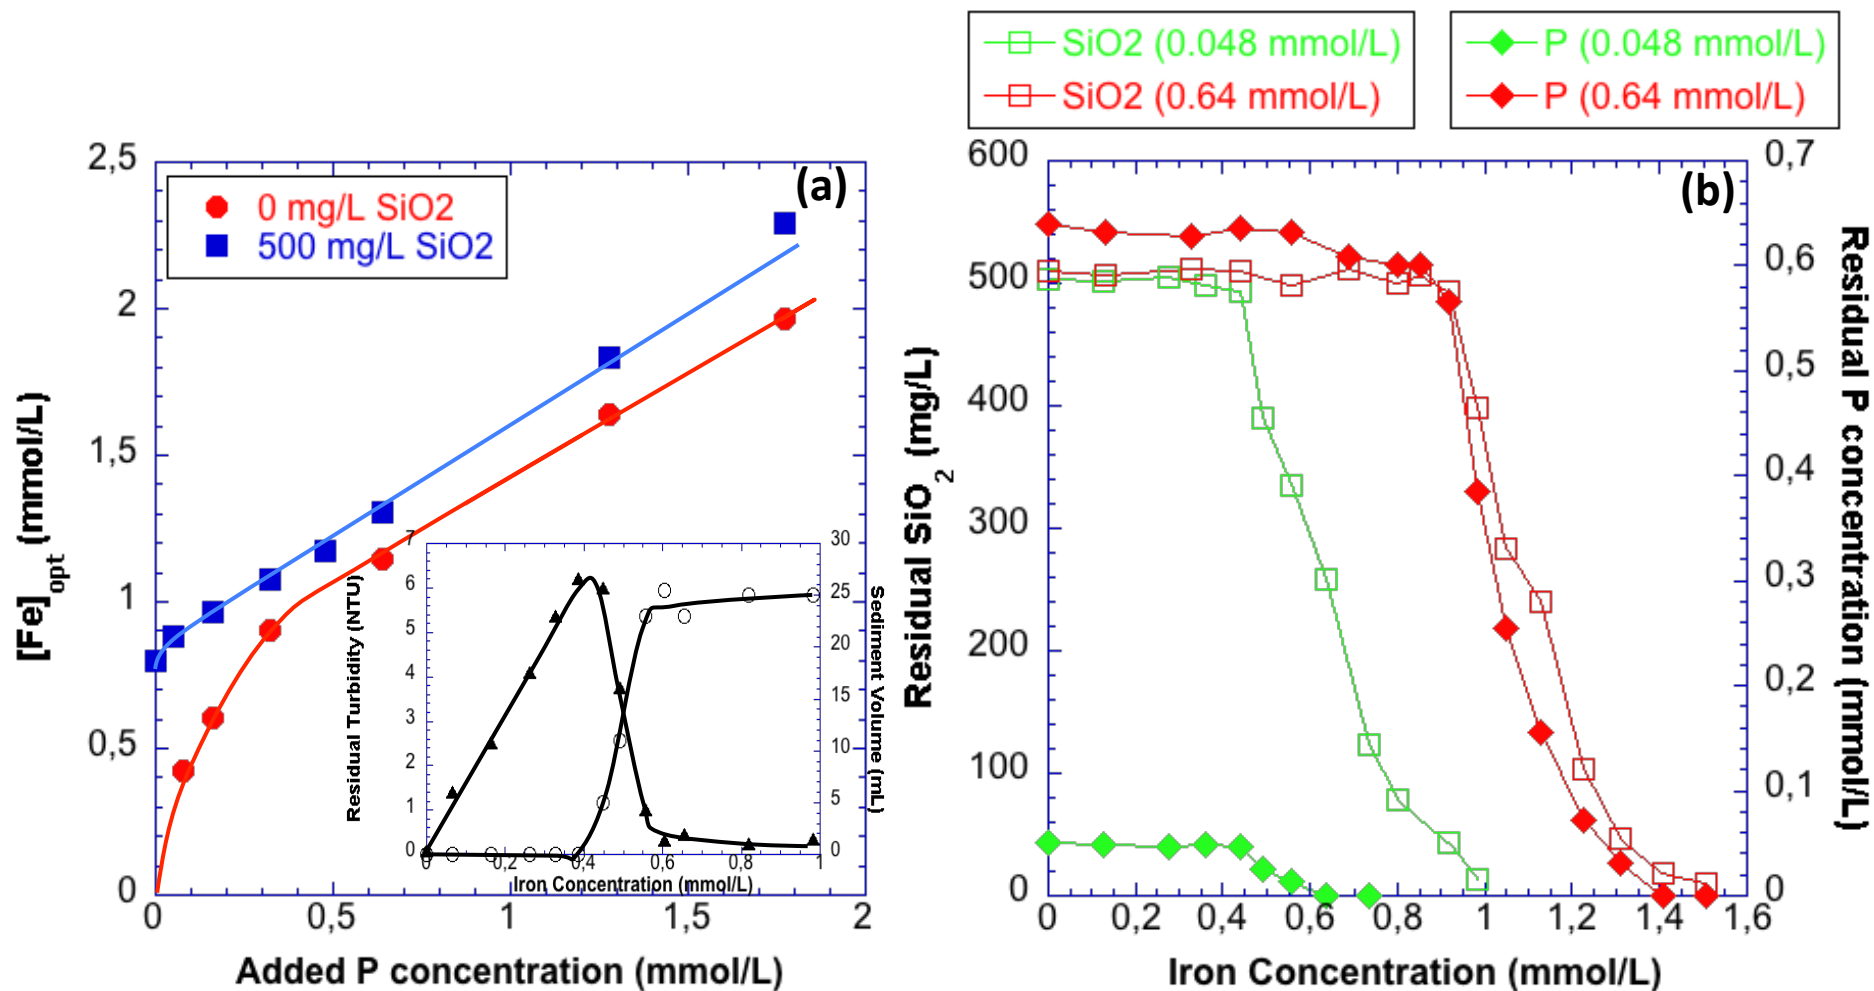 SiO2 (0.048 mmol/L)
SiO2 (0.64 mmol/L)
P (0.048 mmol/L)
P (0.64 mmol/L)
(a)
0 mg/L SiO2
500 mg/L SiO2
2,5
2
1,5
1
0,5
0
[Fe]opt (mmol/L)
0 0,5 1 1,5 2
Added P concentration (mmol/L)
7
6
5
4
3
2
1
0
Residual Turbidity (NTU)
30
25
20
15
10
5
0
Sediment Volume (mL)
0 0,2 0,4 0,6 0,8 1
Iron Concentration (mmol/L)
(b)
600
500
400
300
200
100
0
Residual SiO2 (mg/L)
0,7
0,6
0,5
0,4
0,3
0,2
0,1
0
Residual P concentration (mmol/L)
0 0,2 0,4 0,6 0,8 1 1,2 1,4 1,6
Iron Concentration (mmol/L)